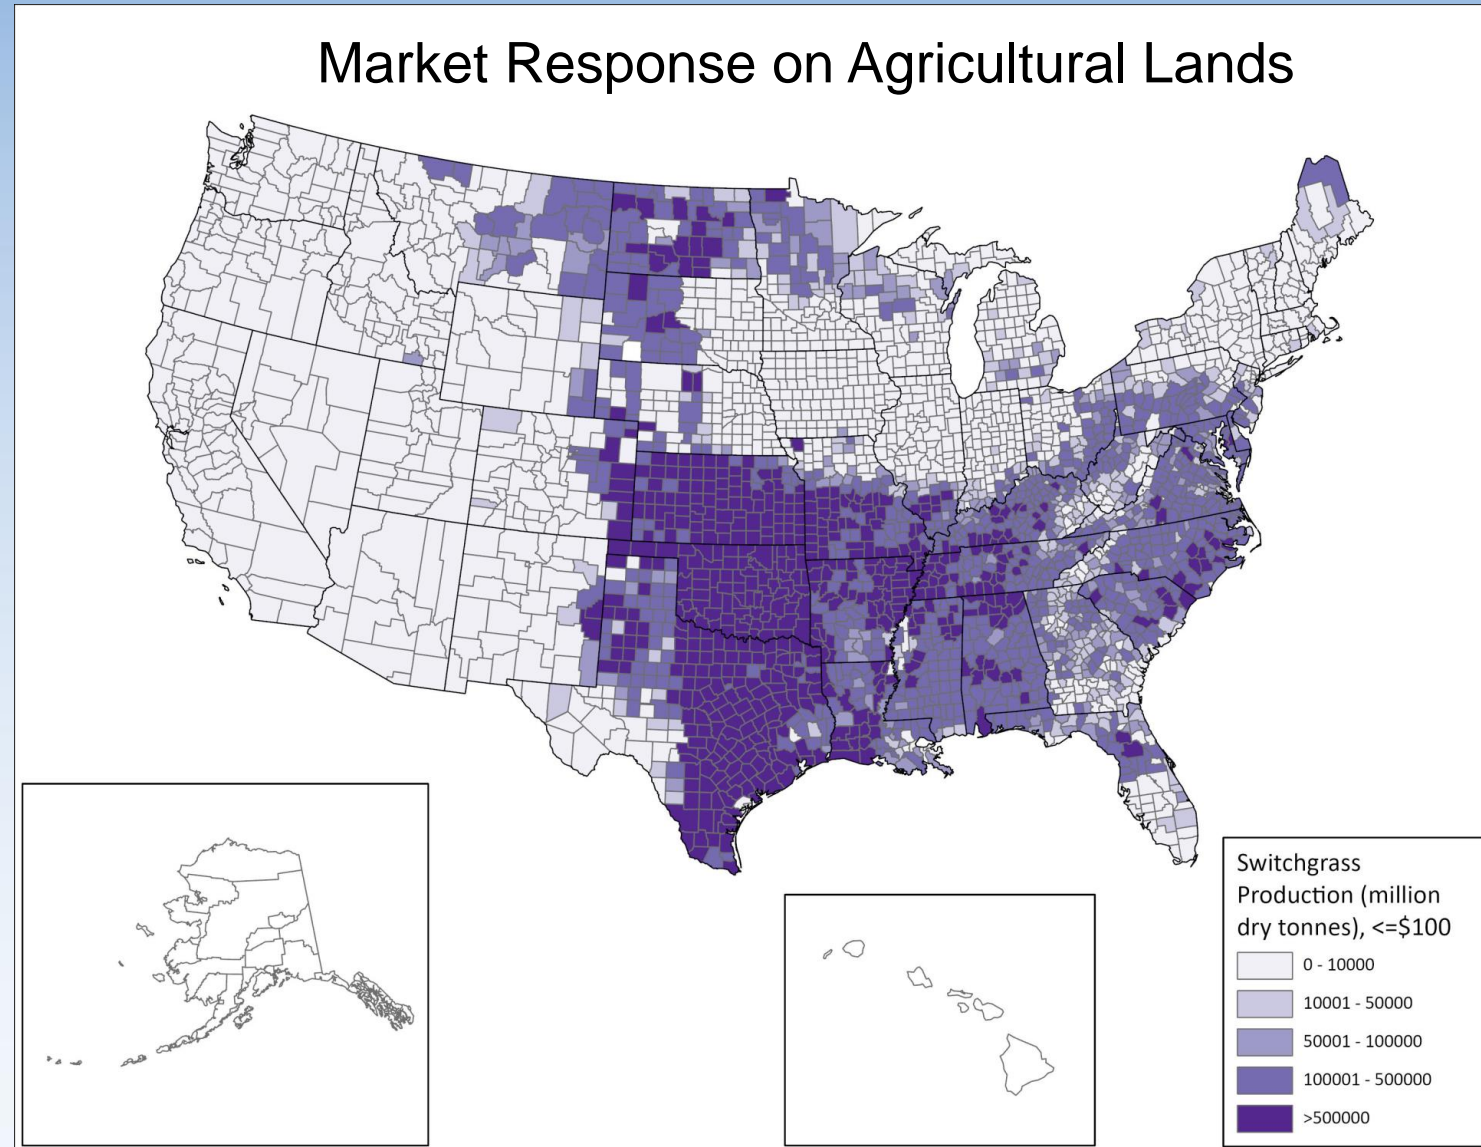 Market Response on Agricultural Lands
Switchgrass
Production (million
dry tonnes), <=$100
0 - 10000
10001 - 50000
50001 - 100000
100001 - 500000
>500000